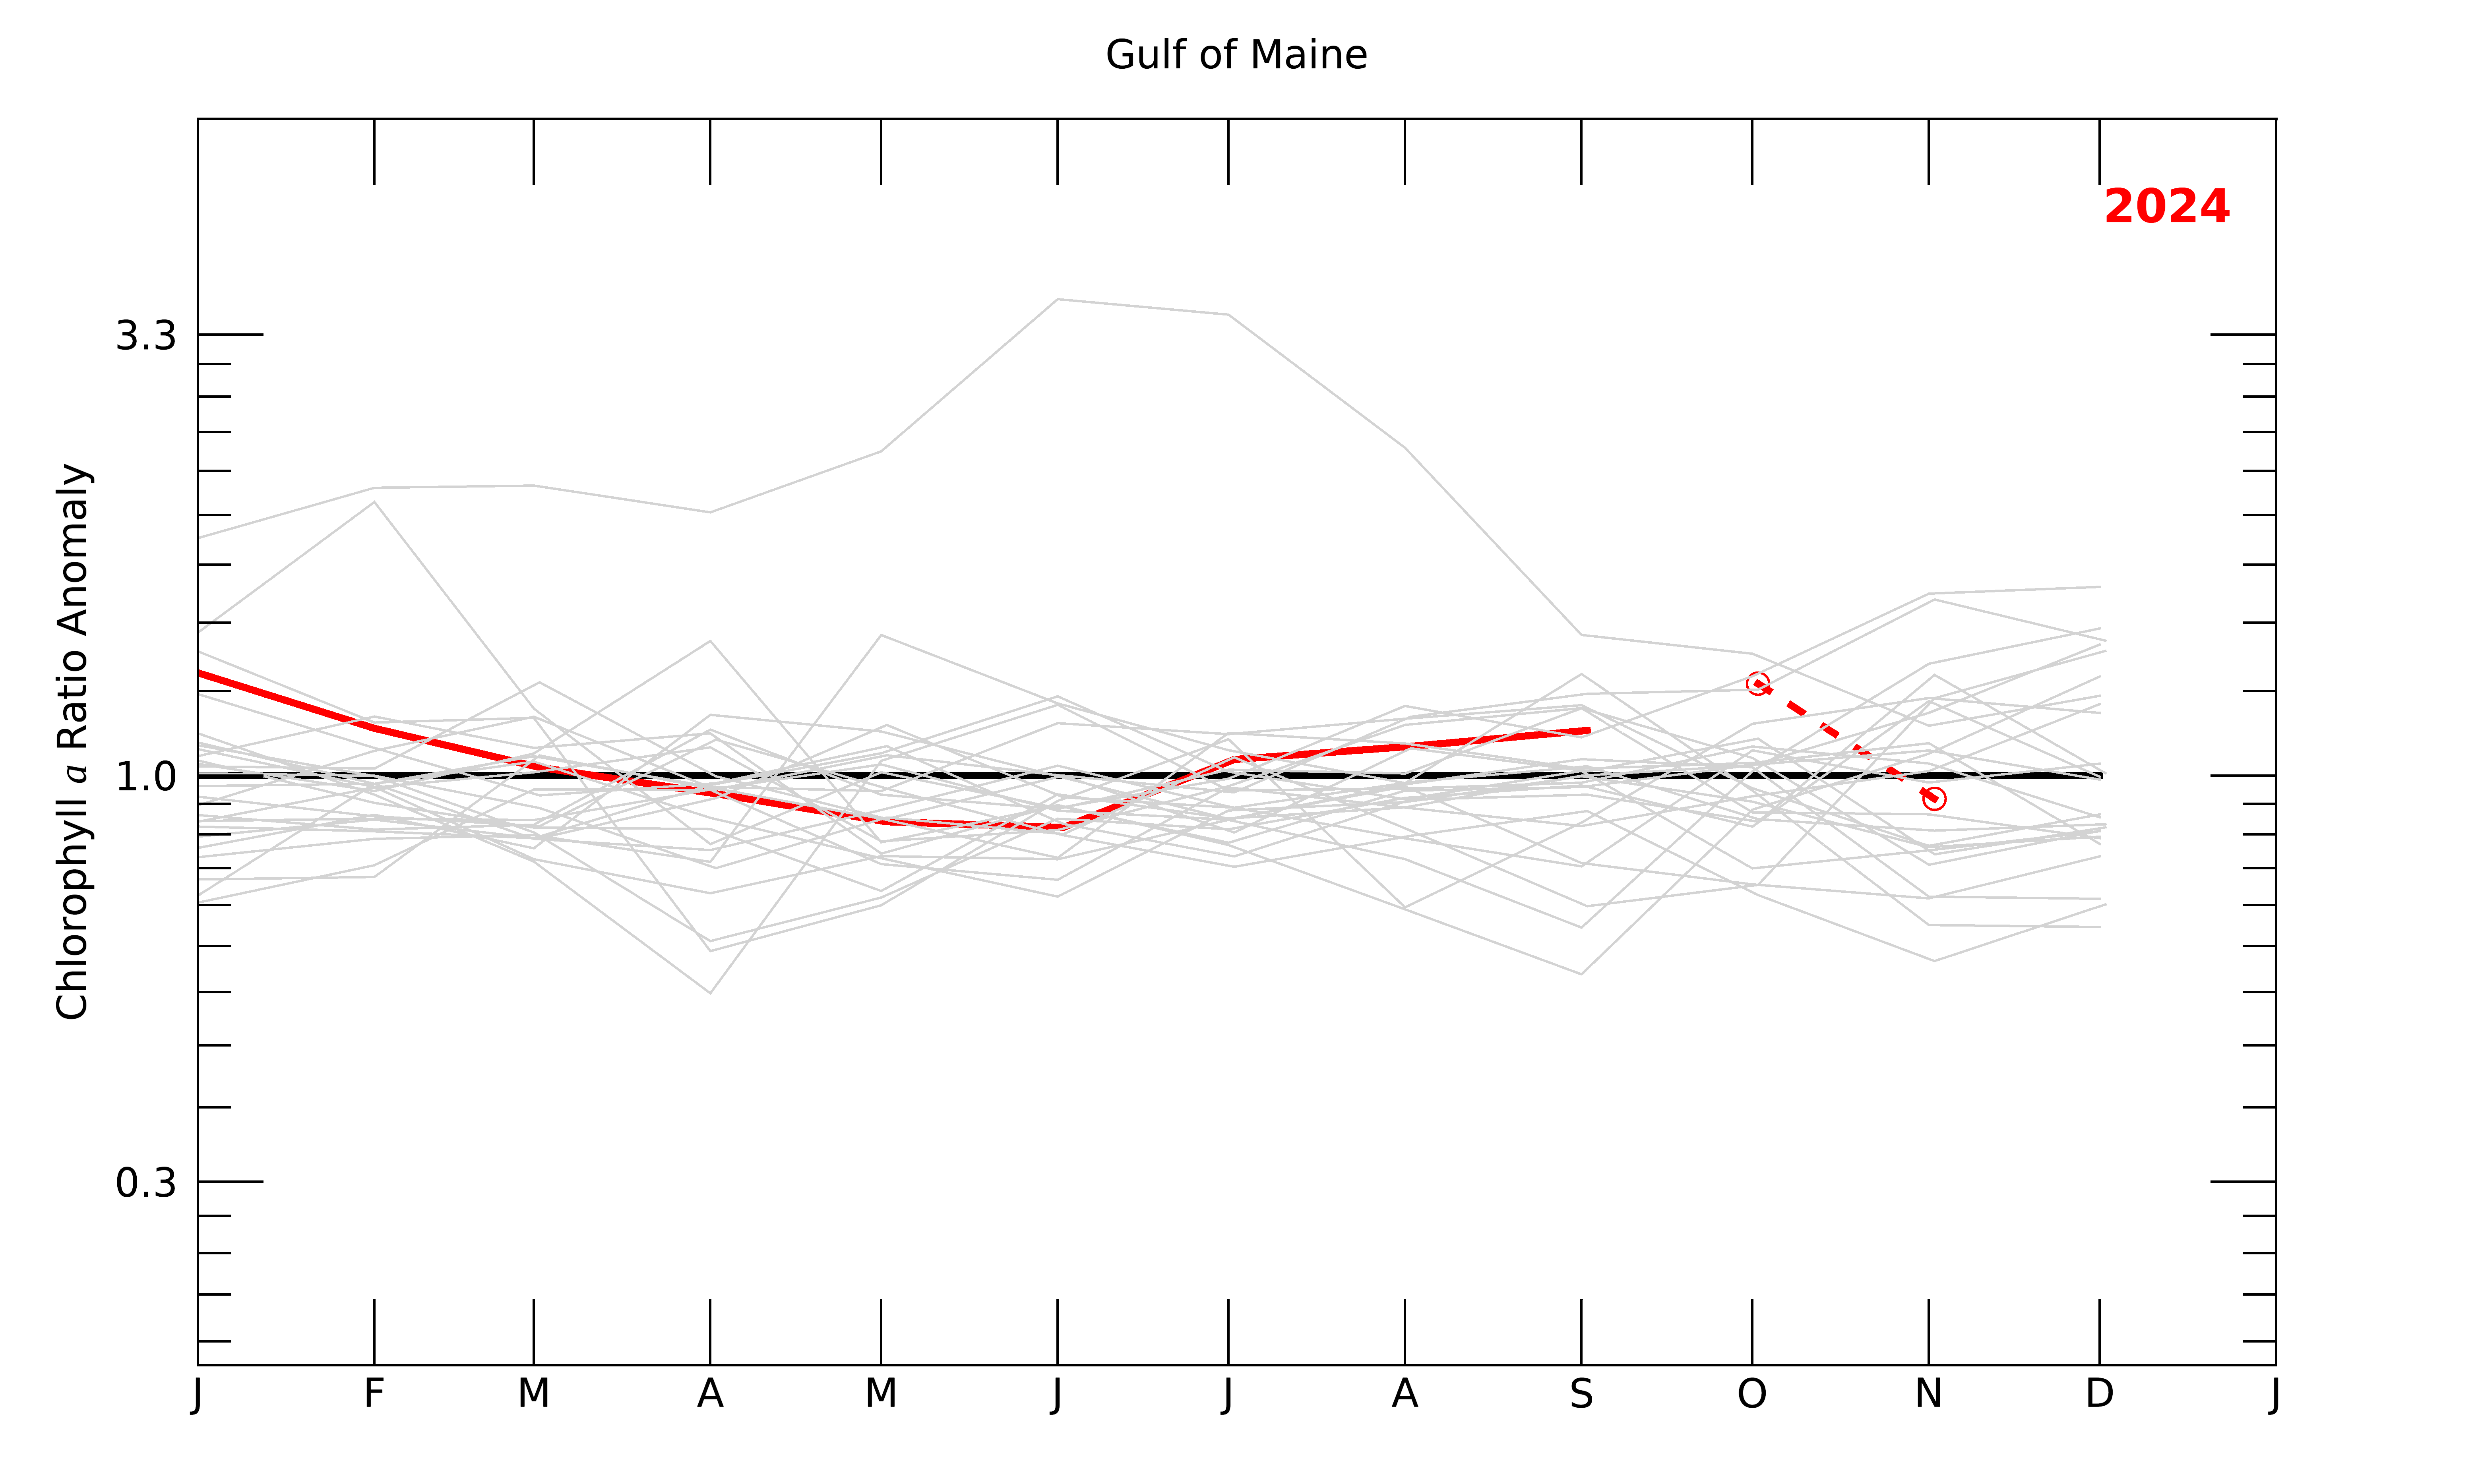 Gulf of Maine
2024
Chlorophyll a Ratio Anomaly
3.3
1.0
0.3
J F M A M J J A S O N D J